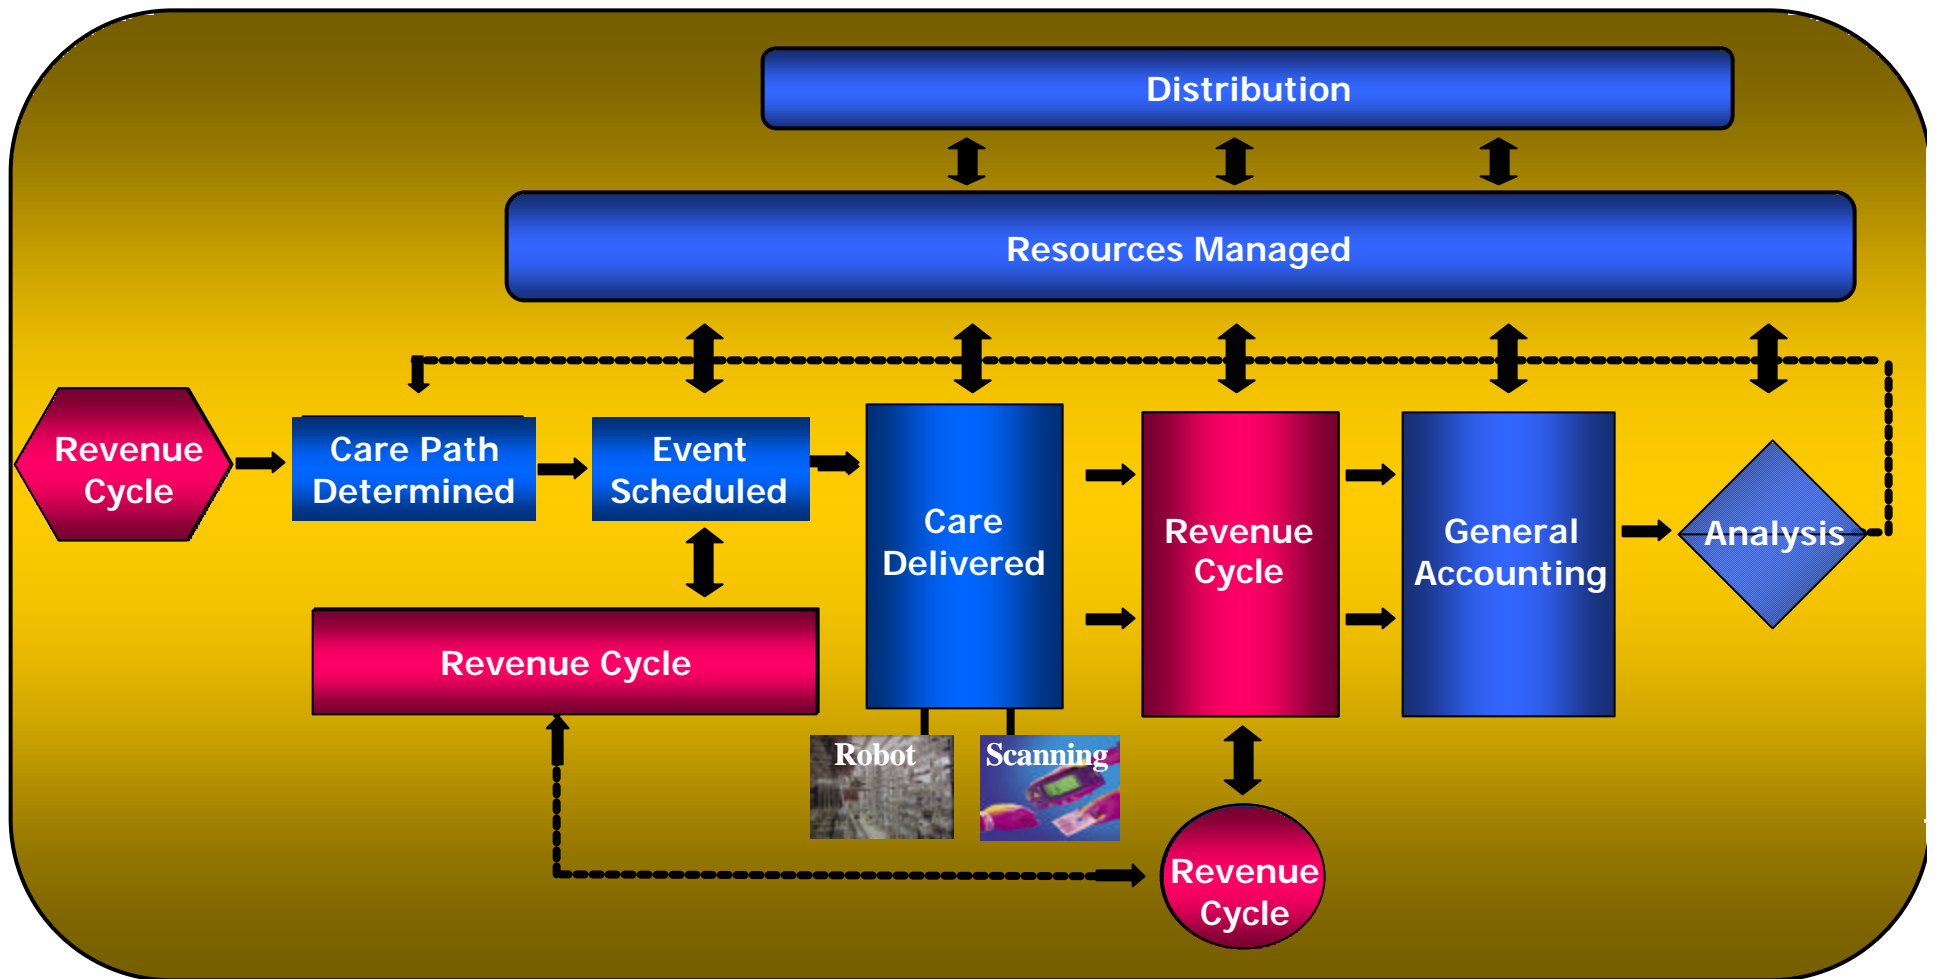 Distribution
Resources Managed
Revenue
Cycle
Care Path
Determined
Event
Scheduled
Care
Delivered
Revenue
Cycle
General
Accounting
Analysis
Revenue Cycle
Robot
Scanning
Revenue
Cycle